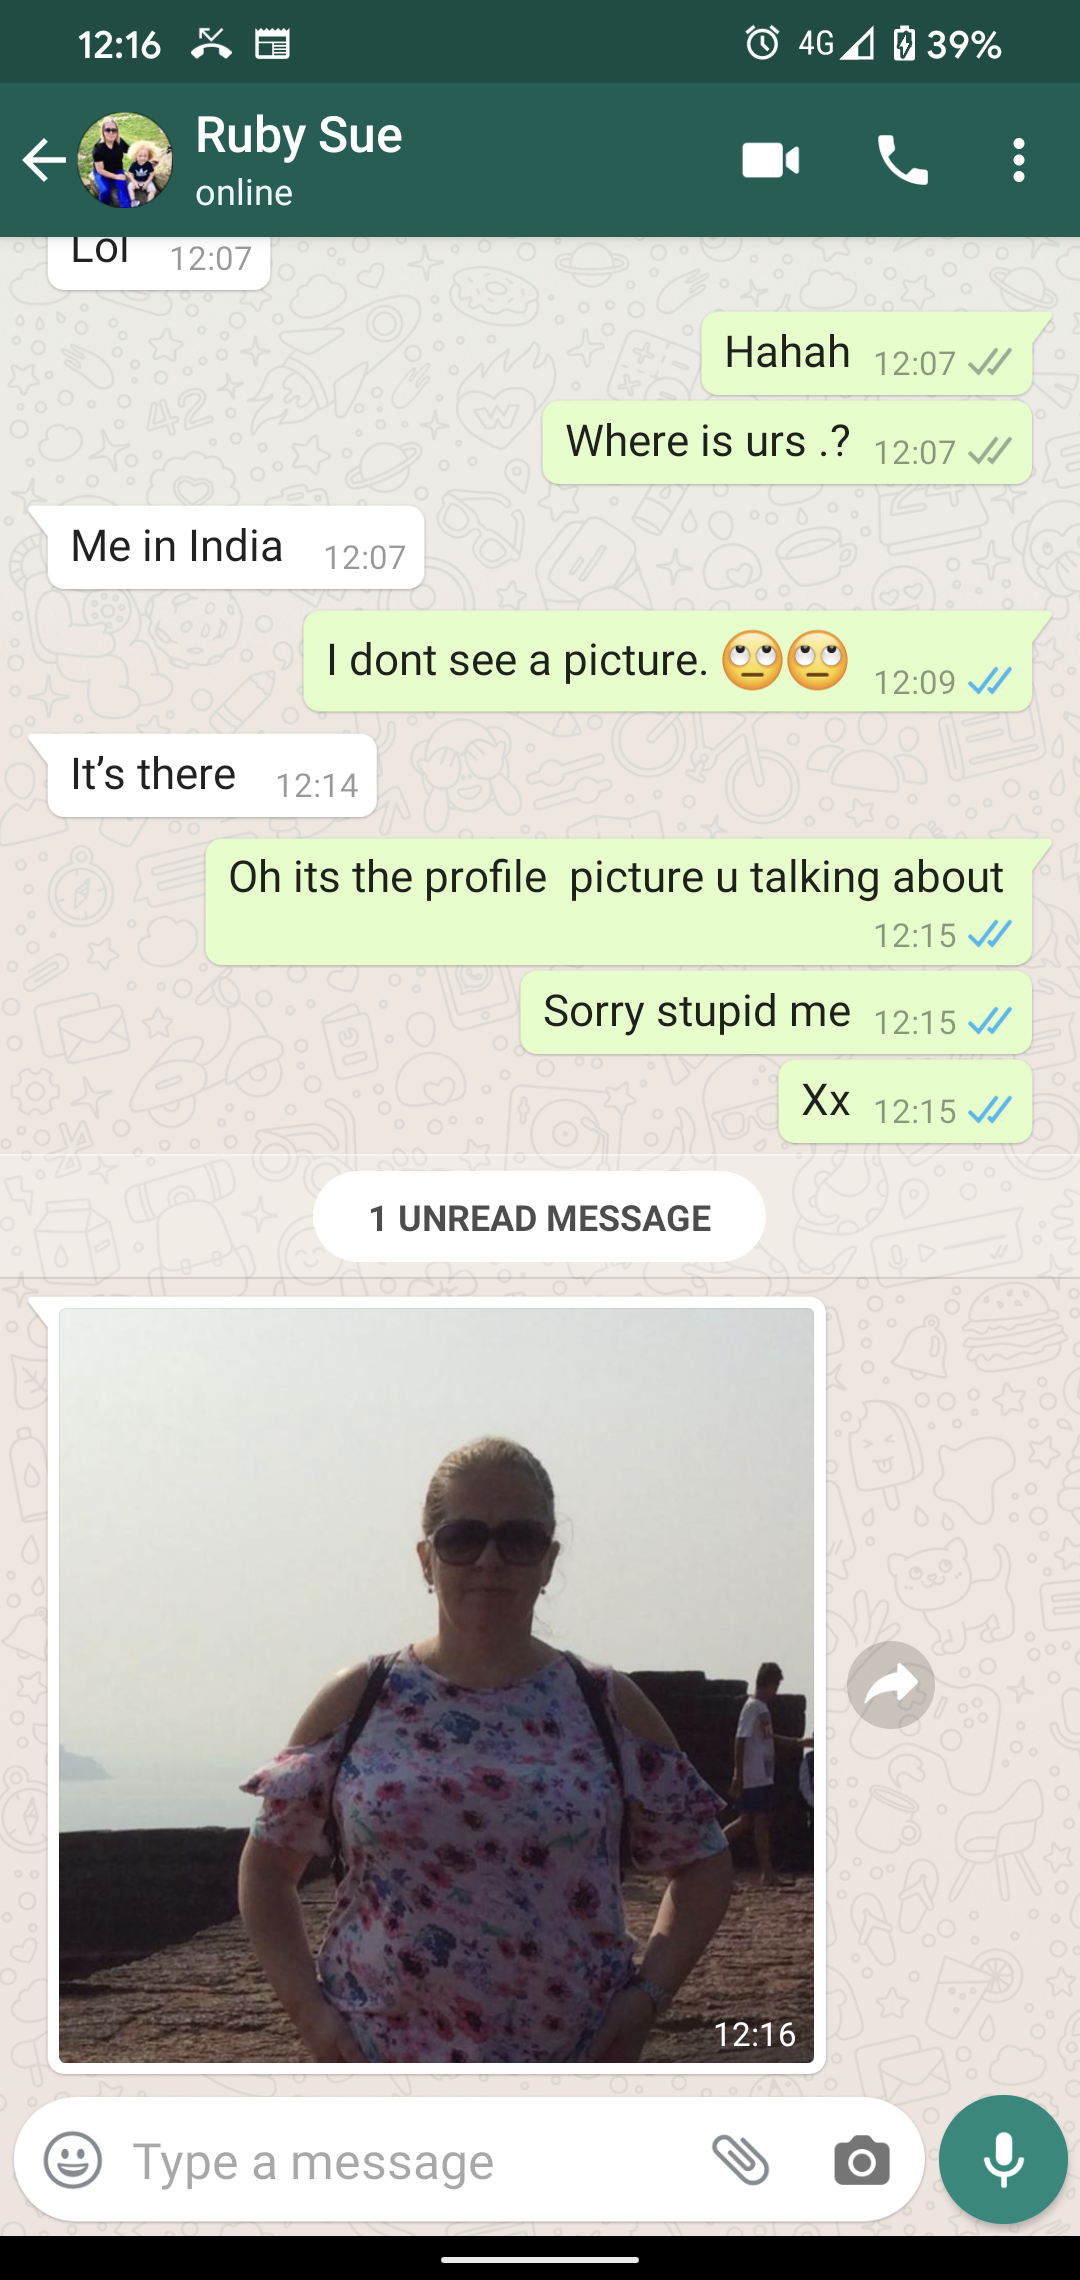 12:16
4G
39%
Ruby Sue
online
Lol 12:07
Hahah 12:07
Where is urs .? 12:07
Me in India 12:07
I dont see a picture. 🙄🙄 12:09
It’s there 12:14
Oh its the profile  picture u talking about
12:15
Sorry stupid me 12:15
Xx 12:15
1 UNREAD MESSAGE
12:16
Type a message